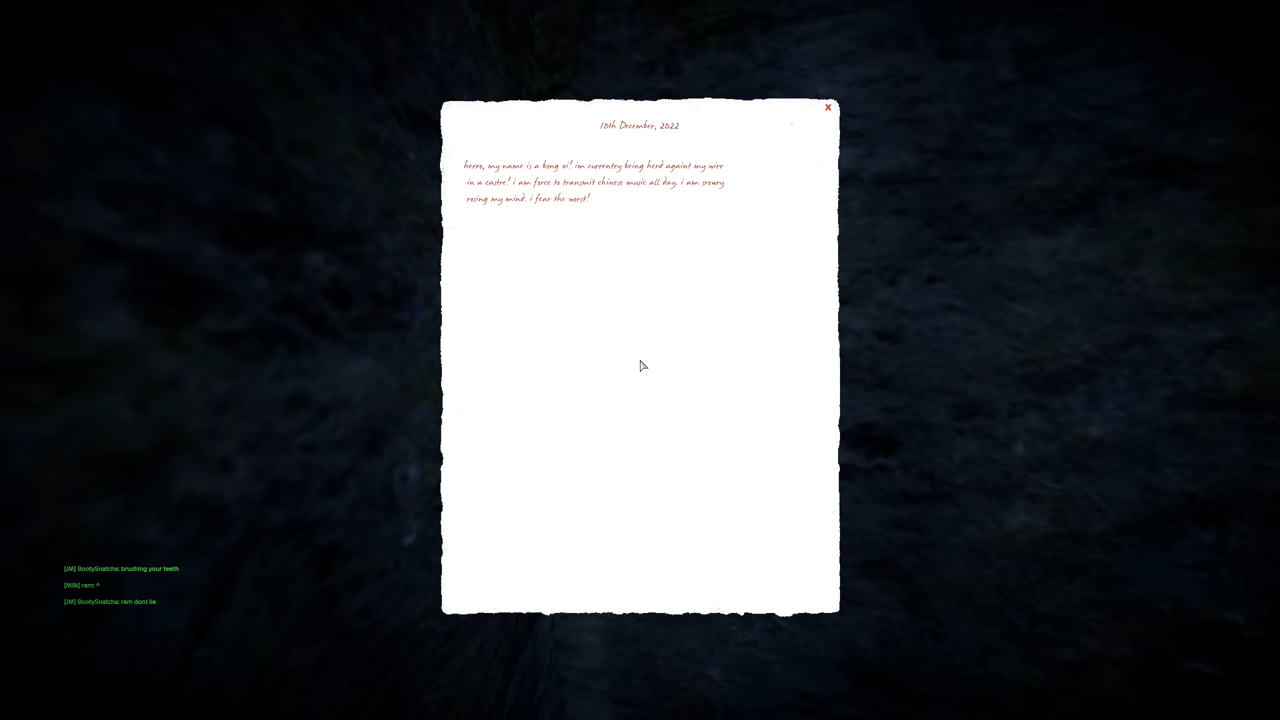 X
10th December, 2022
herro, my name is a bong xi! im currentry being herd againt my wirr
in a castre! i am force to transmit chinese music all day. i am srowry
rosing my mind. i fear the worst!
[JM] BootySnatcha: brushing your teeth
[Milk] ram: ^
[JM] BootySnatcha: ram dont lie